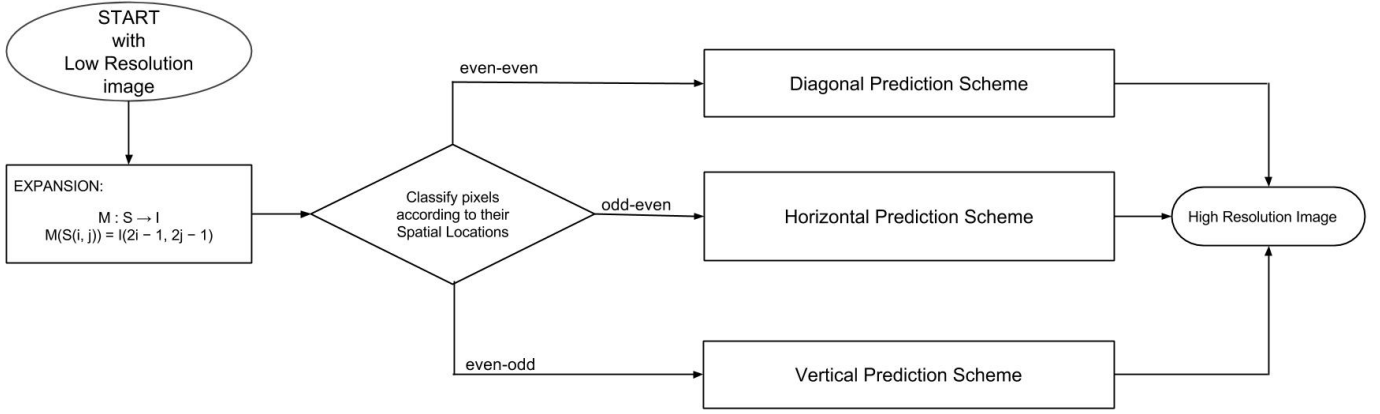 START
with
Low Resolution
image
EXPANSION:
M : S → I
M(S(i, j)) = I(2i − 1, 2j − 1)
Classify pixels
according to their
Spatial Locations
even-even
Diagonal Prediction Scheme
odd-even
Horizontal Prediction Scheme
even-odd
Vertical Prediction Scheme
High Resolution Image